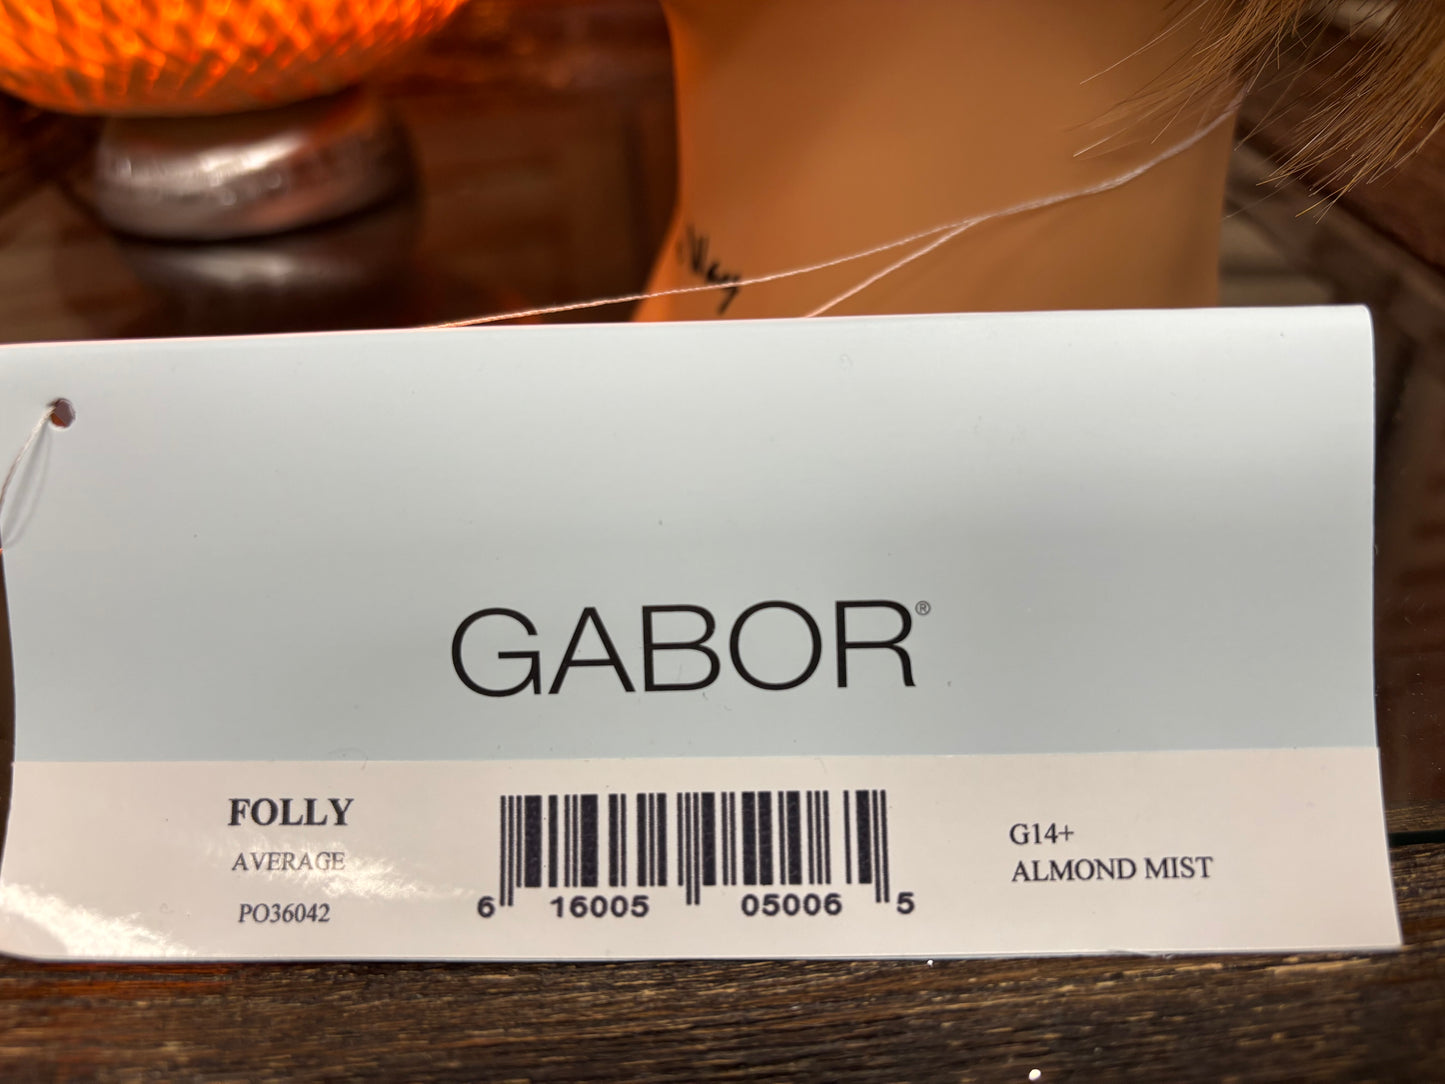 GABOR®
FOLLY
AVERAGE
PO36042
6 16005 05006 5
G14+
ALMOND MIST